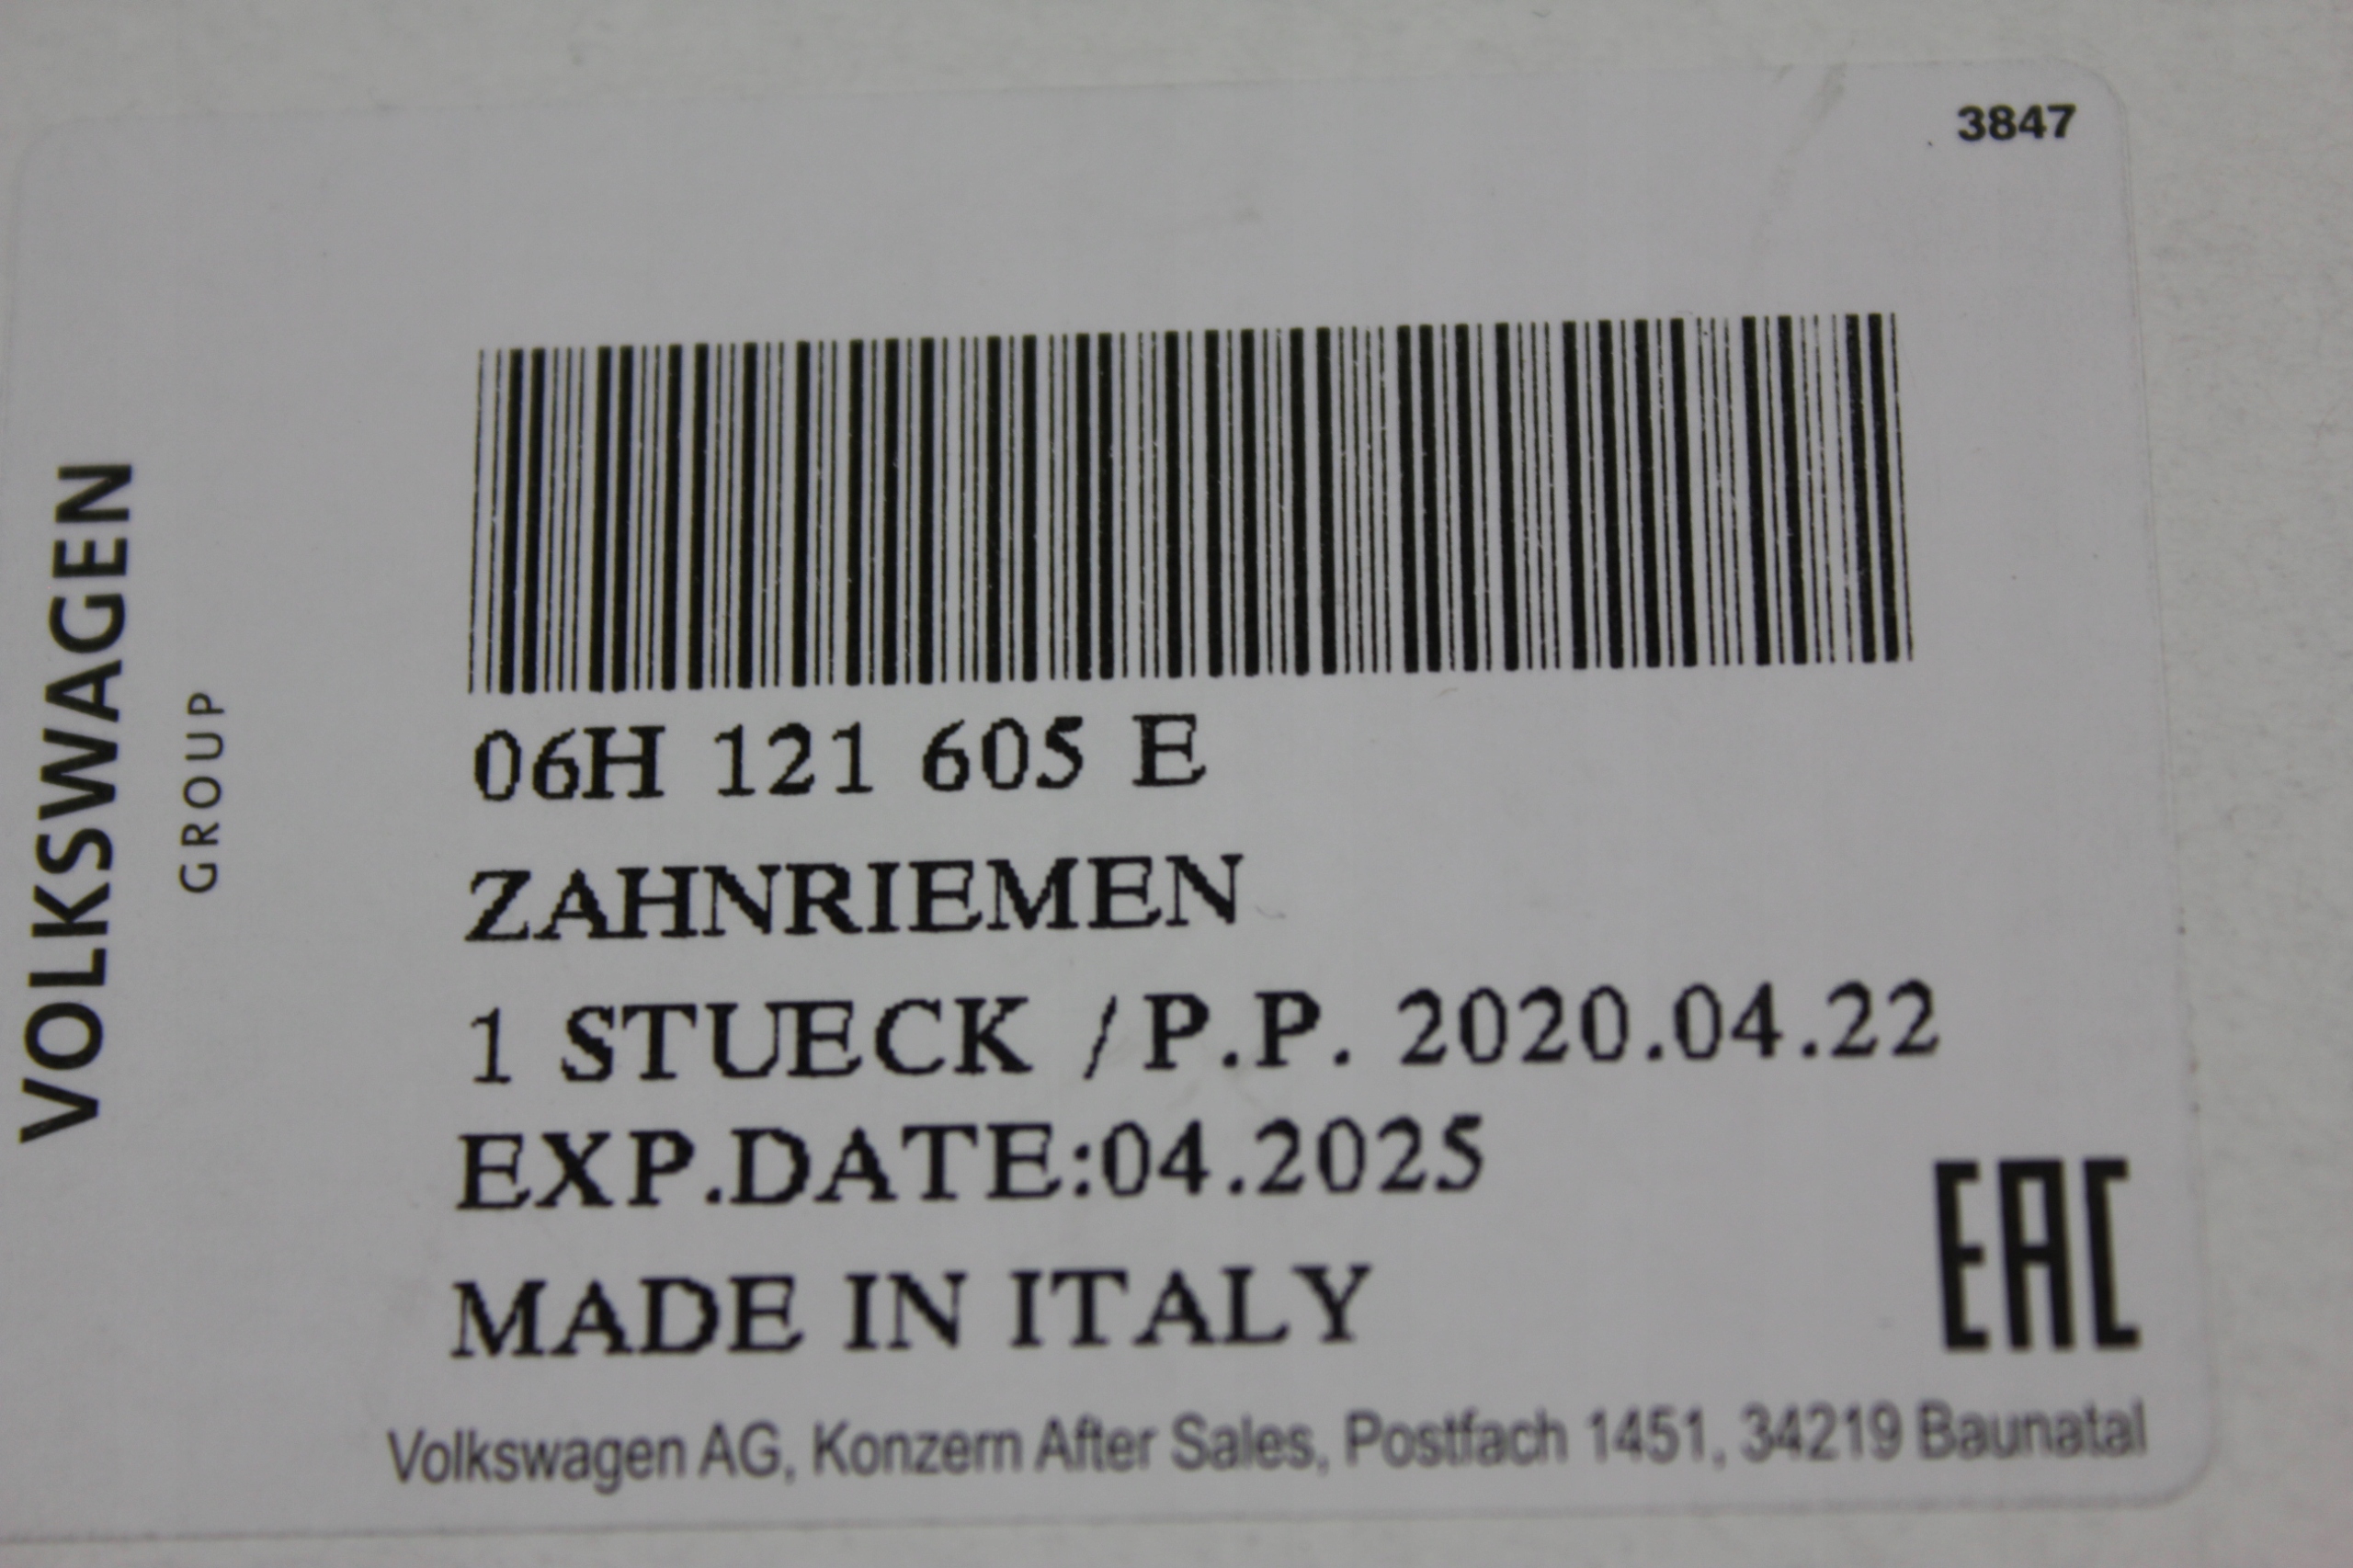 3847
VOLKSWAGEN
GROUP
06H 121 605 E
ZAHNRIEMEN
1 STUECK / P.P. 2020.04.22
EXP.DATE:04.2025
MADE IN ITALY
EAC
Volkswagen AG, Konzern After Sales, Postfach 1451, 34219 Baunatal